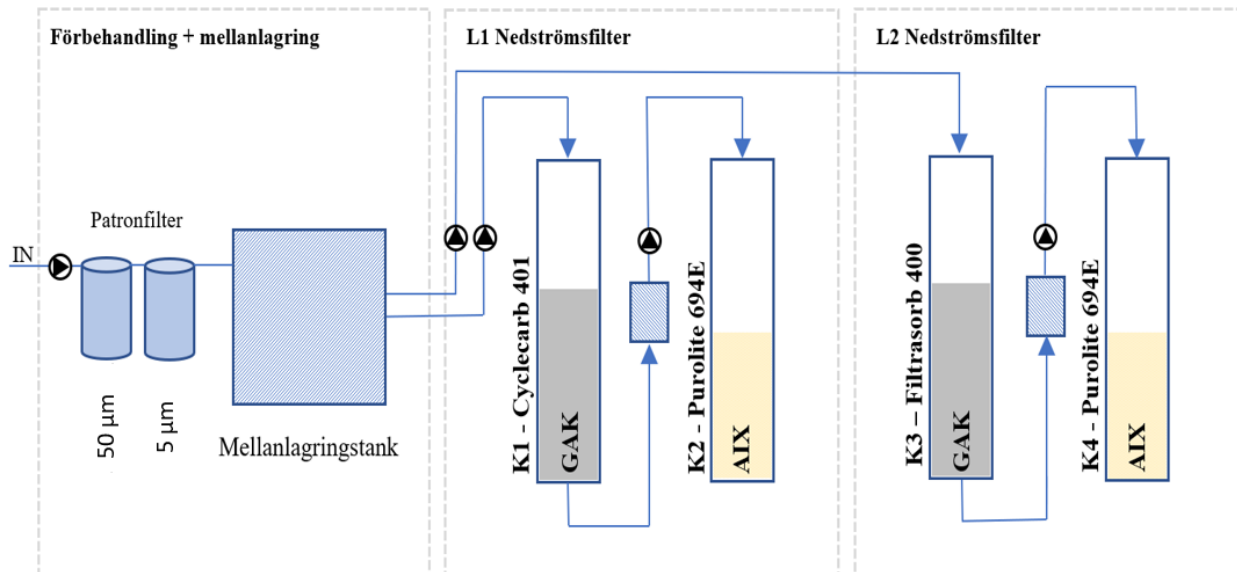 Förbehandling + mellanlagring
IN
Patronfilter
50 µm
5 µm
Mellanlagringstank
L1 Nedströmsfilter
K1 - Cyclecarb 401
GAK
K2 - Purolite 694E
AIX
L2 Nedströmsfilter
K3 – Filtrasorb 400
GAK
K4 - Purolite 694E
AIX